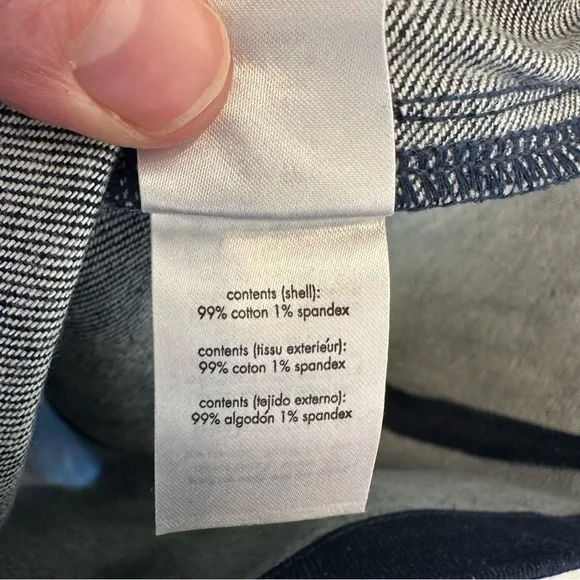 contents (shell):
99% cotton 1% spandex
contents (tissu exterieúr):
99% coton 1% spandex
contents (tejido externo):
99% algodón 1% spandex